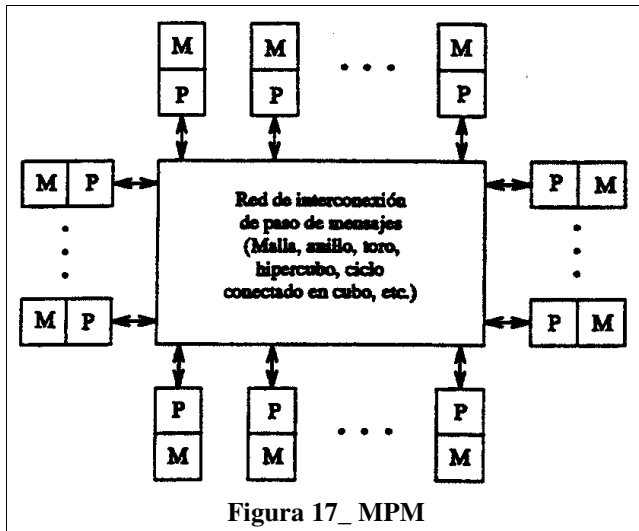 M M M
P P P
M P P M
Red de interconexión
de paso de mensajes
(Malla, anillo, toro,
hipercubo, ciclo
conectado en cubo, etc.)
M P P M
P P P
M M M
Figura 17_ MPM